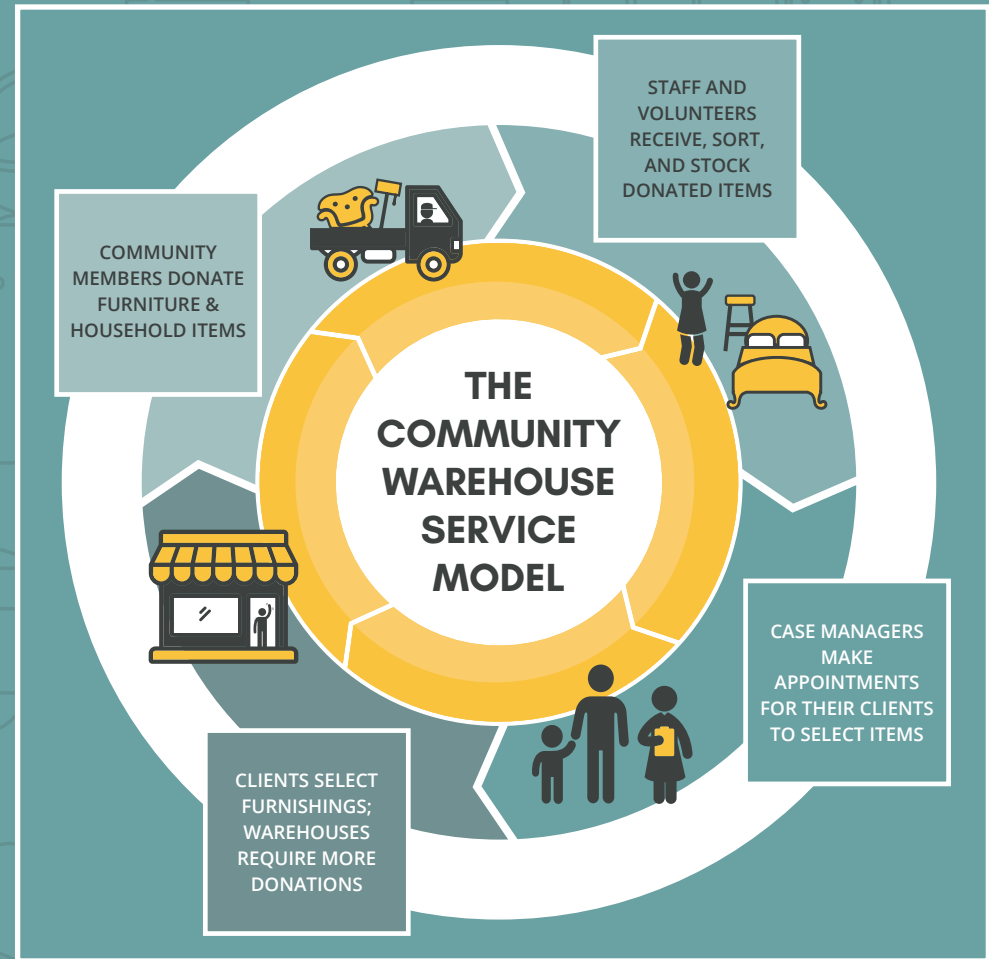 THE
COMMUNITY
WAREHOUSE
SERVICE
MODEL
COMMUNITY
MEMBERS DONATE
FURNITURE &
HOUSEHOLD ITEMS
STAFF AND
VOLUNTEERS
RECEIVE, SORT,
AND STOCK
DONATED ITEMS
CASE MANAGERS
MAKE
APPOINTMENTS
FOR THEIR CLIENTS
TO SELECT ITEMS
CLIENTS SELECT
FURNISHINGS;
WAREHOUSES
REQUIRE MORE
DONATIONS